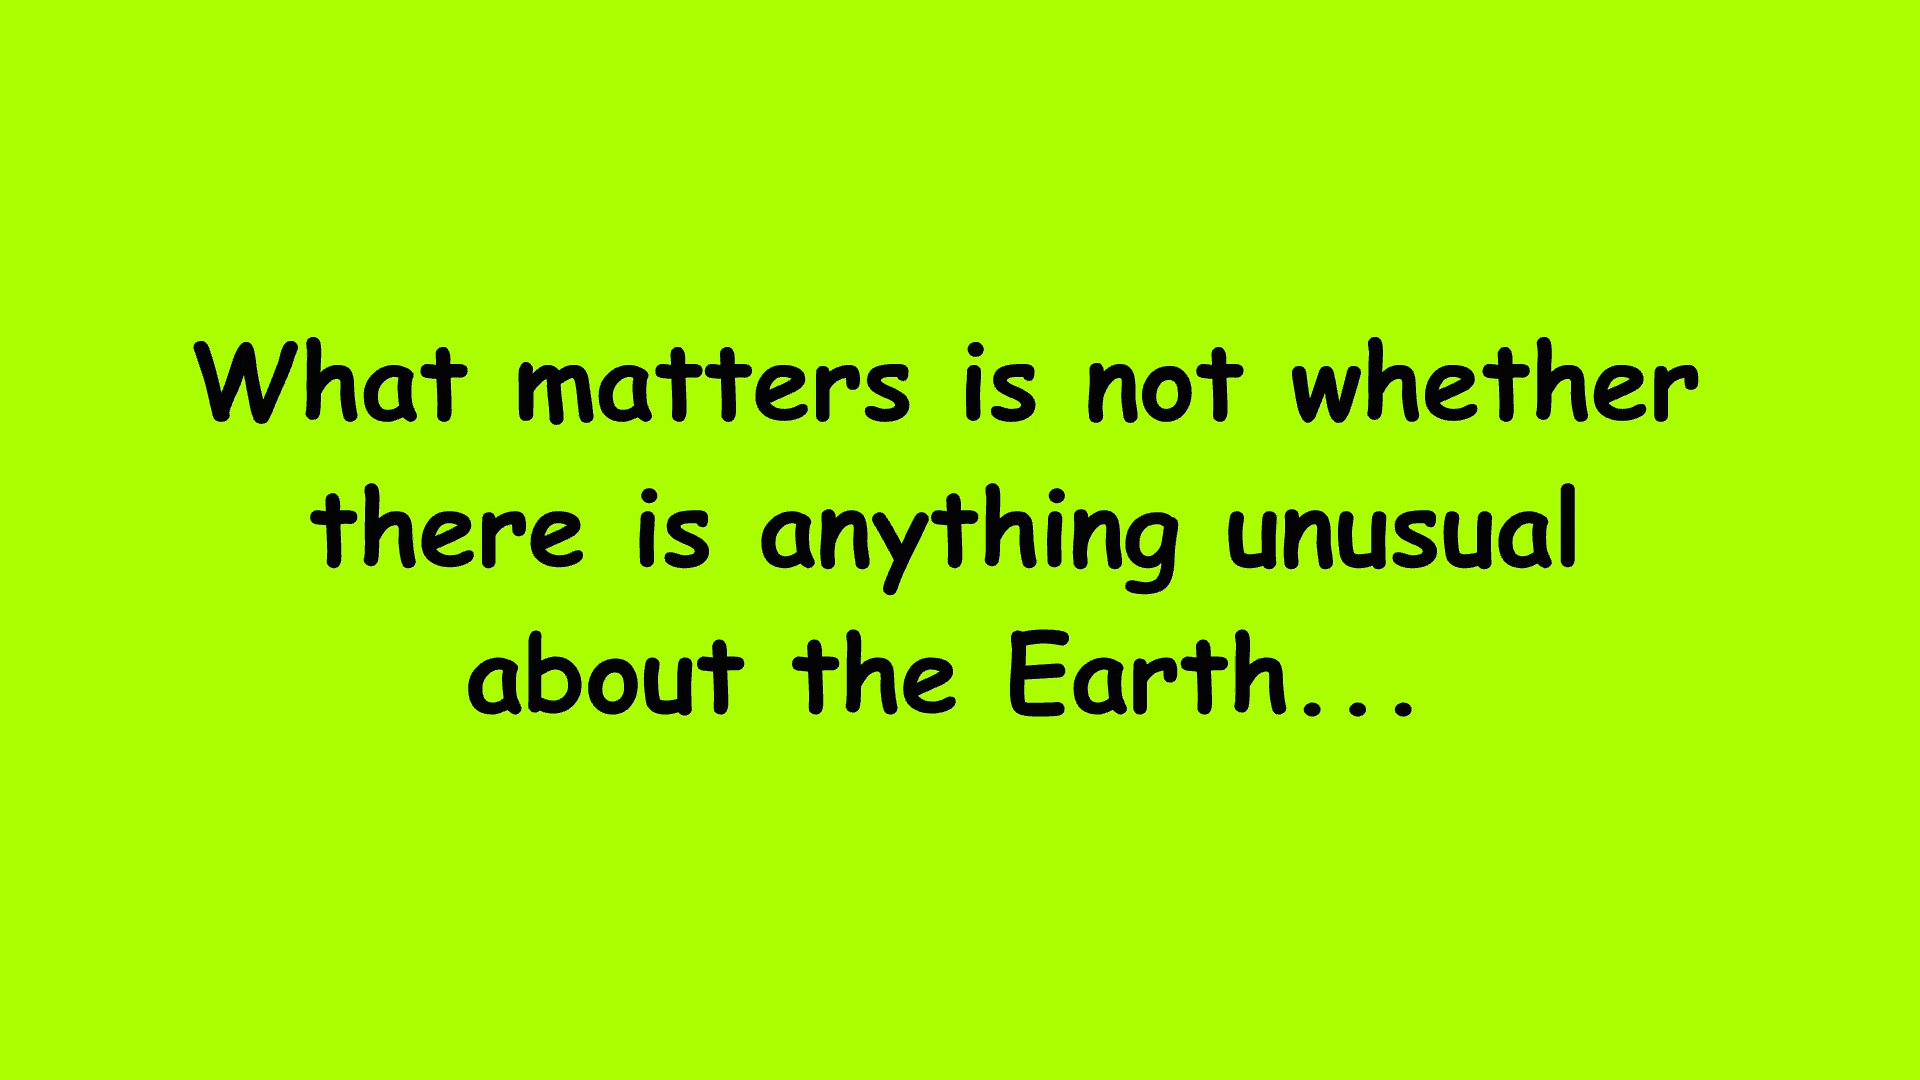 What matters is not whether
there is anything unusual
about the Earth...